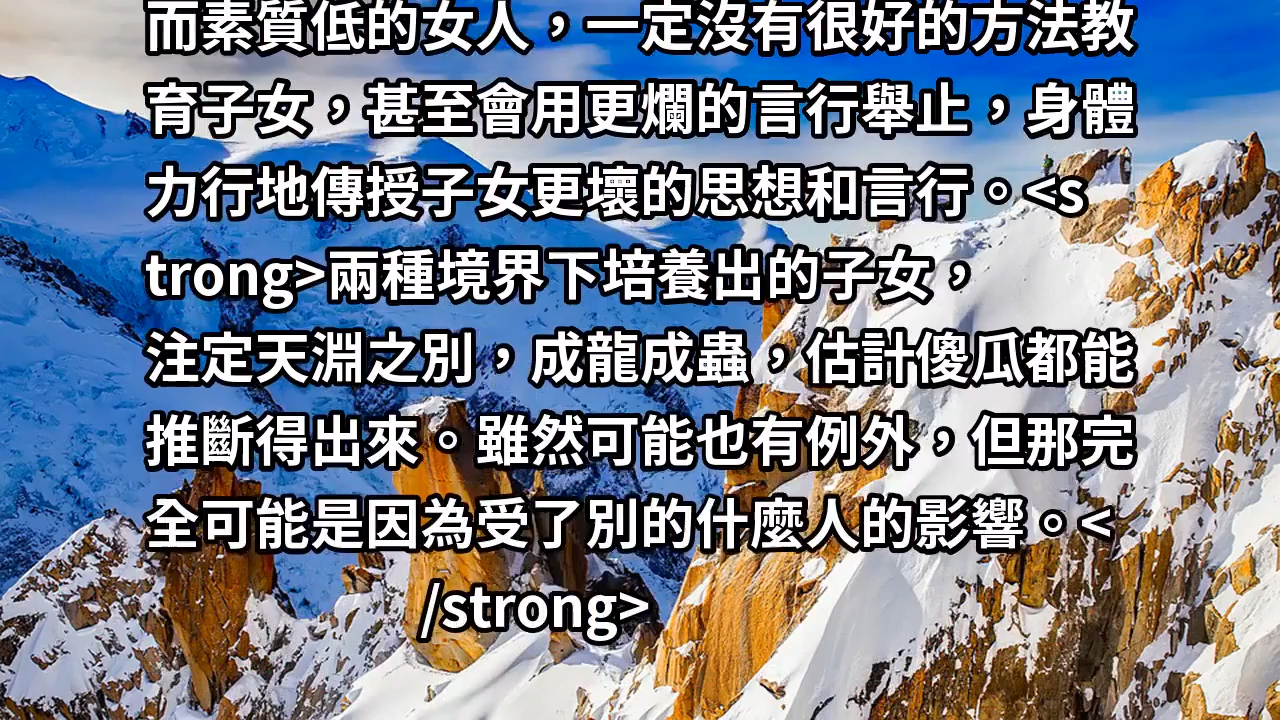 而素質低的女人，一定沒有很好的方法教
育子女，甚至會用更爛的言行舉止，身體
力行地傳授子女更壞的思想和言行。<s
trong>兩種境界下培養出的子女，
注定天淵之別，成龍成蟲，估計傻瓜都能
推斷得出來。雖然可能也有例外，但那完
全可能是因為受了別的什麼人的影響。<
/strong>